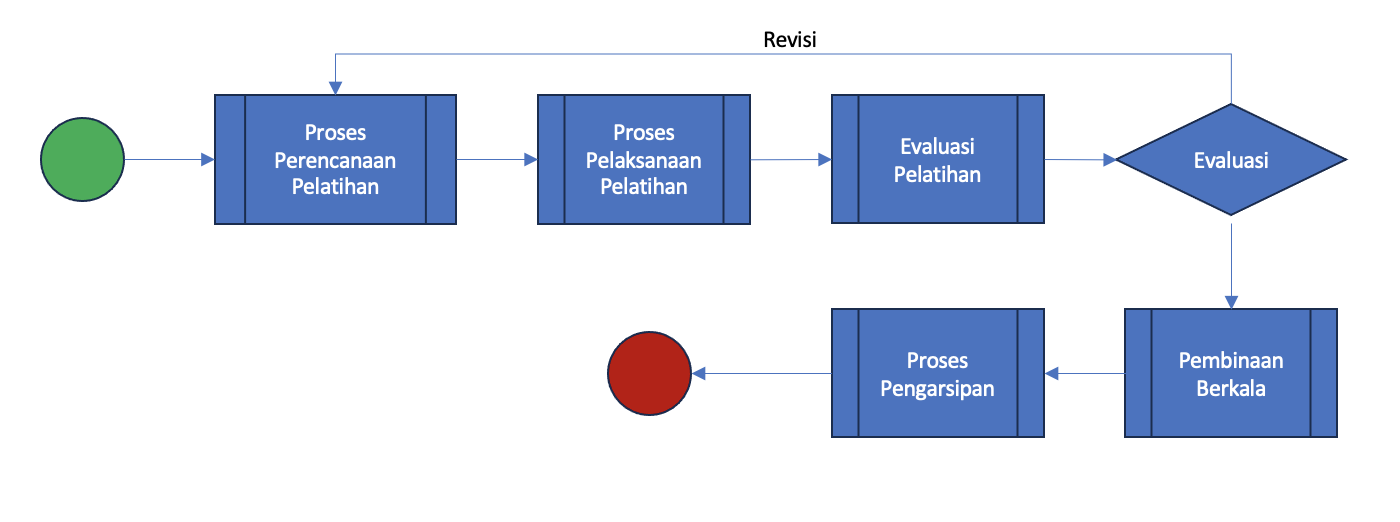 Revisi
Proses
Perencanaan
Pelatihan
Proses
Pelaksanaan
Pelatihan
Evaluasi
Pelatihan
Evaluasi
Pembinaan
Berkala
Proses
Pengarsipan